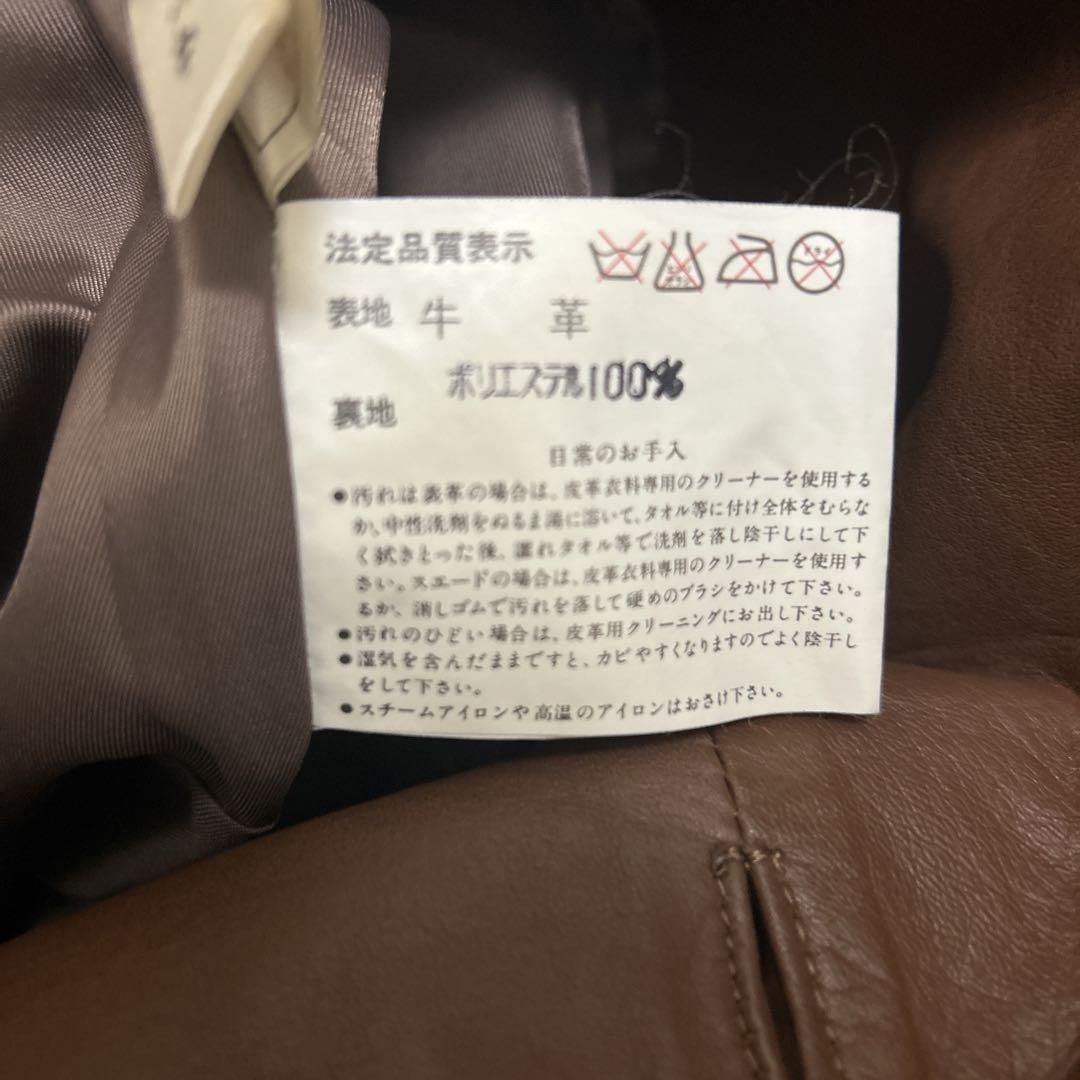 法定品質表示
ドライ
エンソ
サラシ
表地 牛 革
ポリエステル100%
裏地
日常のお手入
●汚れは表革の場合は、皮革衣料専用のクリーナーを使用する
か、中性洗剤をぬるま湯に溶いて、タオル等に付け全体をむらな
く拭きとった後、濡れタオル等で洗剤を落し陰干しにして下
さい。スエードの場合は、皮革衣料専用のクリーナーを使用す
るか、消しゴムで汚れを落して硬めのブラシをかけて下さい。
●汚れのひどい場合は、皮革用クリーニングにお出し下さい。
●湿気を含んだままですと、カビやすくなりますのでよく陰干し
をして下さい。
●スチームアイロンや高温のアイロンはおさけ下さい。